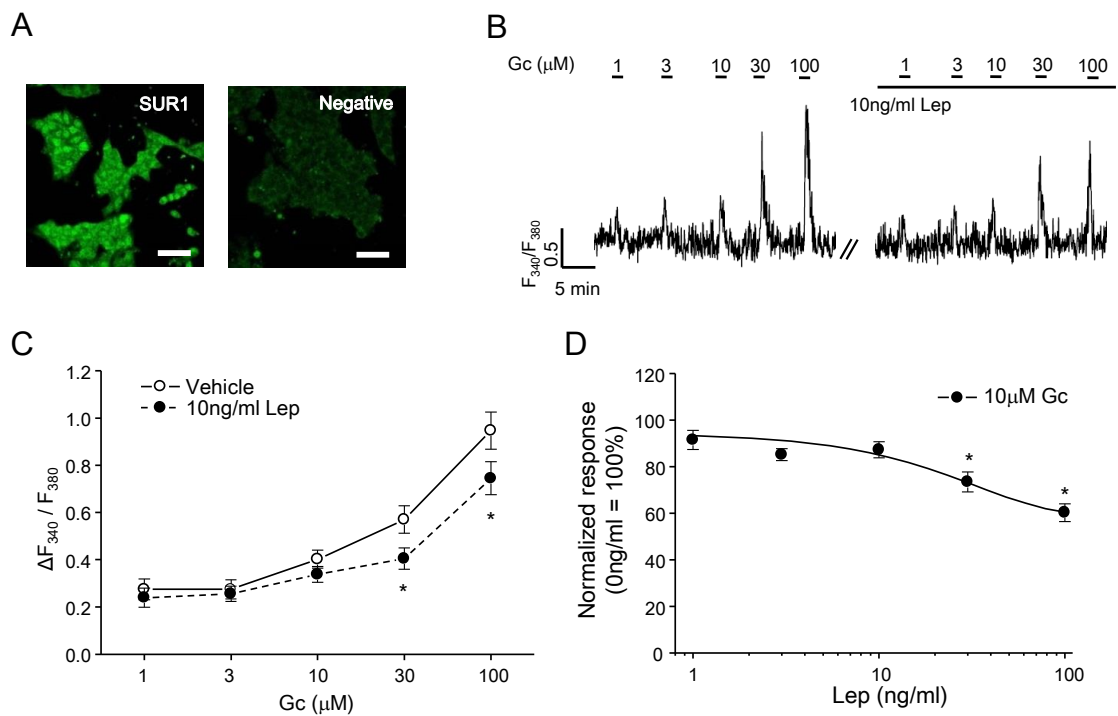 A
SUR1
Negative
B
Gc (μM)
1 3 10 30 100 1 3 10 30 100
10ng/ml Lep
F340/F380
0.5
5 min
C
1.2
1.0
0.8
0.6
0.4
0.2
0.0
ΔF340 / F380
Vehicle
10ng/ml Lep
*
*
1 3 10 30 100
Gc (μM)
D
120
100
80
60
40
20
0
Normalized response
(0ng/ml = 100%)
10μM Gc
*
*
1 10 100
Lep (ng/ml)